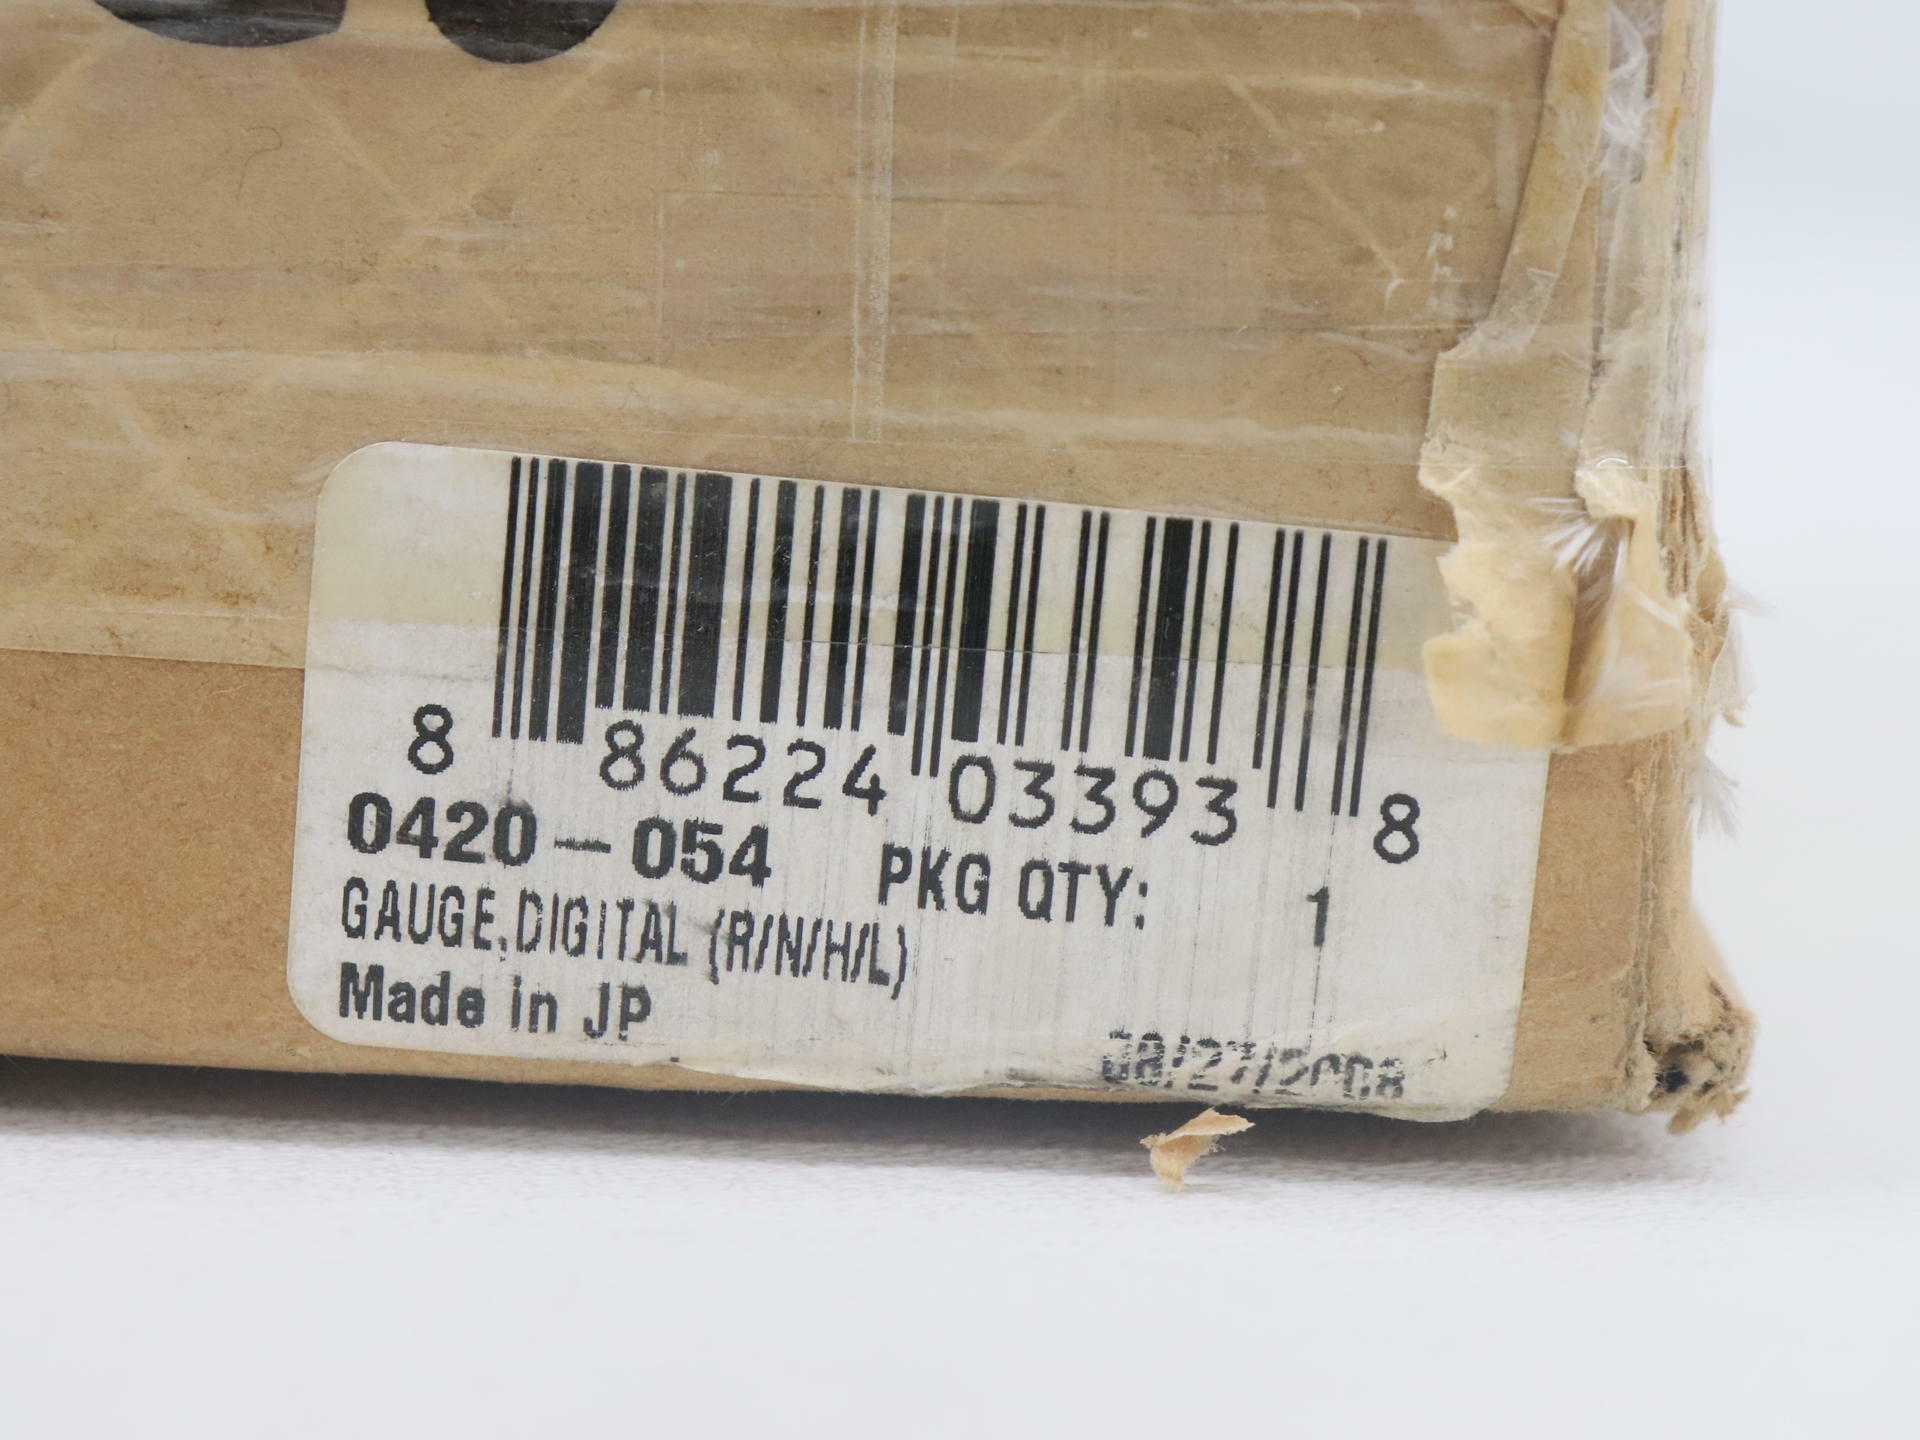 8 86224 03393 8
0420-054 PKG QTY: 1
GAUGE,DIGITAL (R/N/H/L)
Made in JP